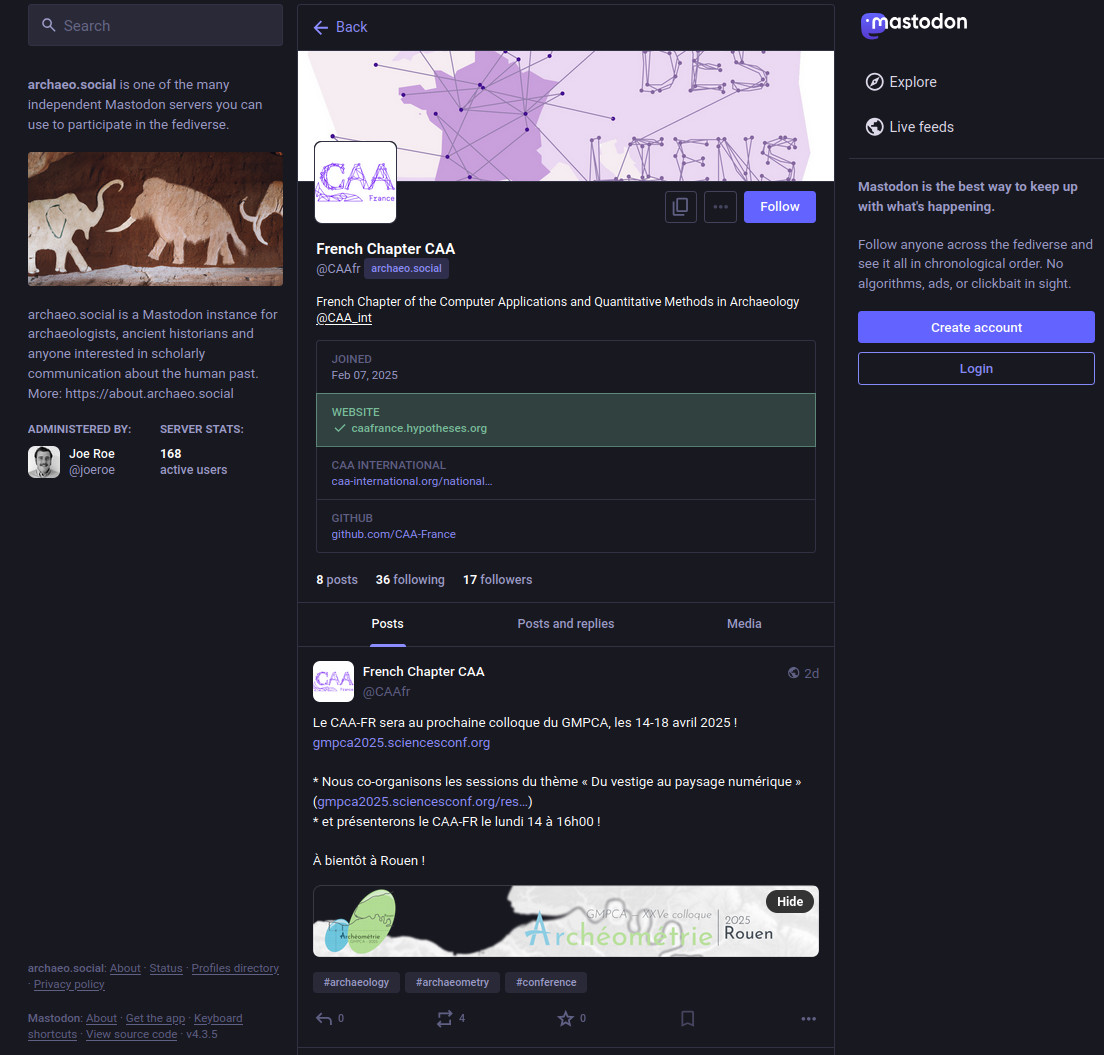 Search
archaeo.social is one of the many
independent Mastodon servers you can
use to participate in the fediverse.
archaeo.social is a Mastodon instance for
archaeologists, ancient historians and
anyone interested in scholarly
communication about the human past.
More: https://about.archaeo.social
ADMINISTERED BY:
Joe Roe
@joeroe
SERVER STATS:
168
active users
archaeo.social: About · Status · Profiles directory
· Privacy policy
Mastodon: About · Get the app · Keyboard
shortcuts · View source code · v4.3.5
Back
DES
CAA
France
Follow
French Chapter CAA
@CAAfr archaeo.social
French Chapter of the Computer Applications and Quantitative Methods in Archaeology
@CAA_int
JOINED
Feb 07, 2025
WEBSITE
caafrance.hypotheses.org
CAA INTERNATIONAL
caa-international.org/national…
GITHUB
github.com/CAA-France
8 posts 36 following 17 followers
Posts Posts and replies Media
CAA
France
French Chapter CAA
@CAAfr
2d
Le CAA-FR sera au prochaine colloque du GMPCA, les 14-18 avril 2025 !
gmpca2025.sciencesconf.org
* Nous co-organisons les sessions du thème « Du vestige au paysage numérique »
(gmpca2025.sciencesconf.org/res…)
* et présenterons le CAA-FR le lundi 14 à 16h00 !
À bientôt à Rouen !
Hide
Archéométrie
GMPCA - XXVe colloque
Archéométrie
2025
Rouen
#archaeology #archaeometry #conference
0 4 0
mastodon
Explore
Live feeds
Mastodon is the best way to keep up
with what's happening.
Follow anyone across the fediverse and
see it all in chronological order. No
algorithms, ads, or clickbait in sight.
Create account
Login